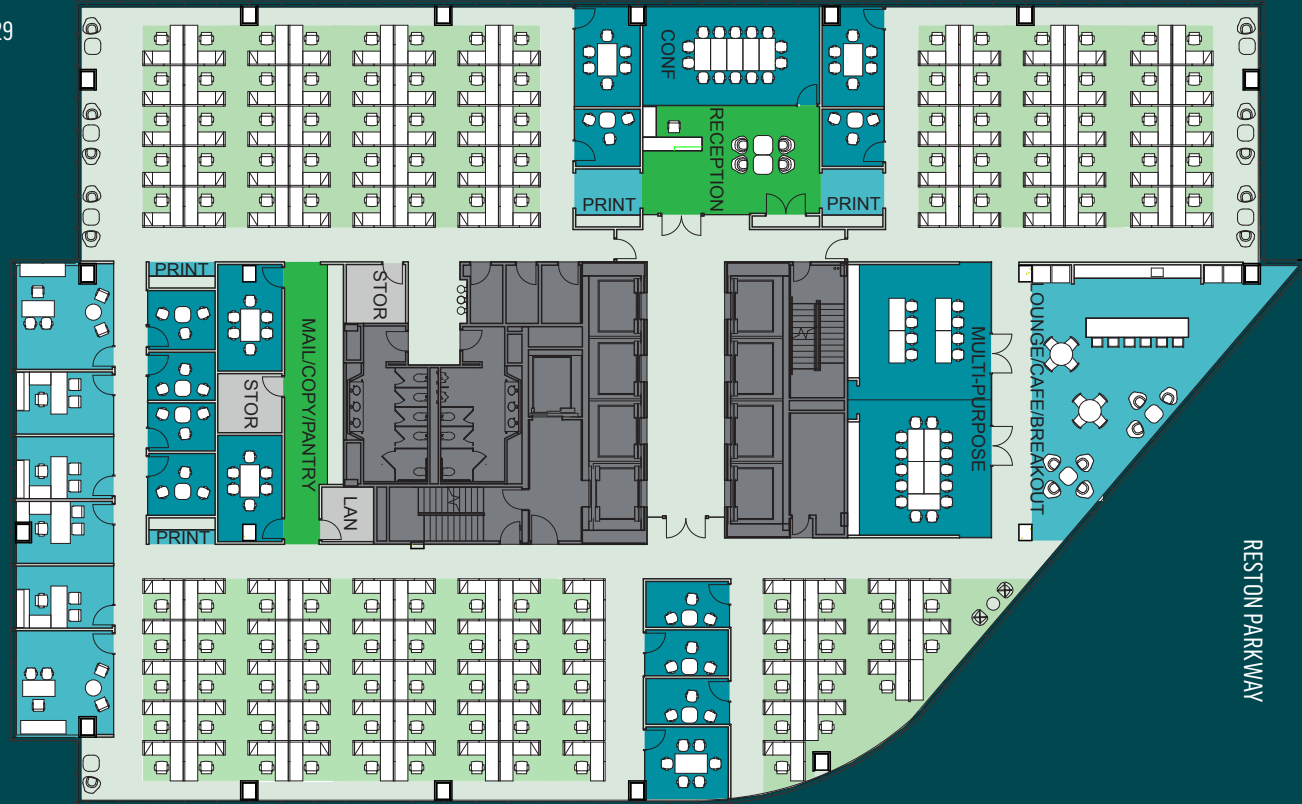 29
CONF
RECEPTION
PRINT
PRINT
PRINT
STOR
MAIL/COPY/PANTRY
STOR
LAN
PRINT
MULTI-PURPOSE
LOUNGE/CAFE/BREAKOUT
RESTON PARKWAY